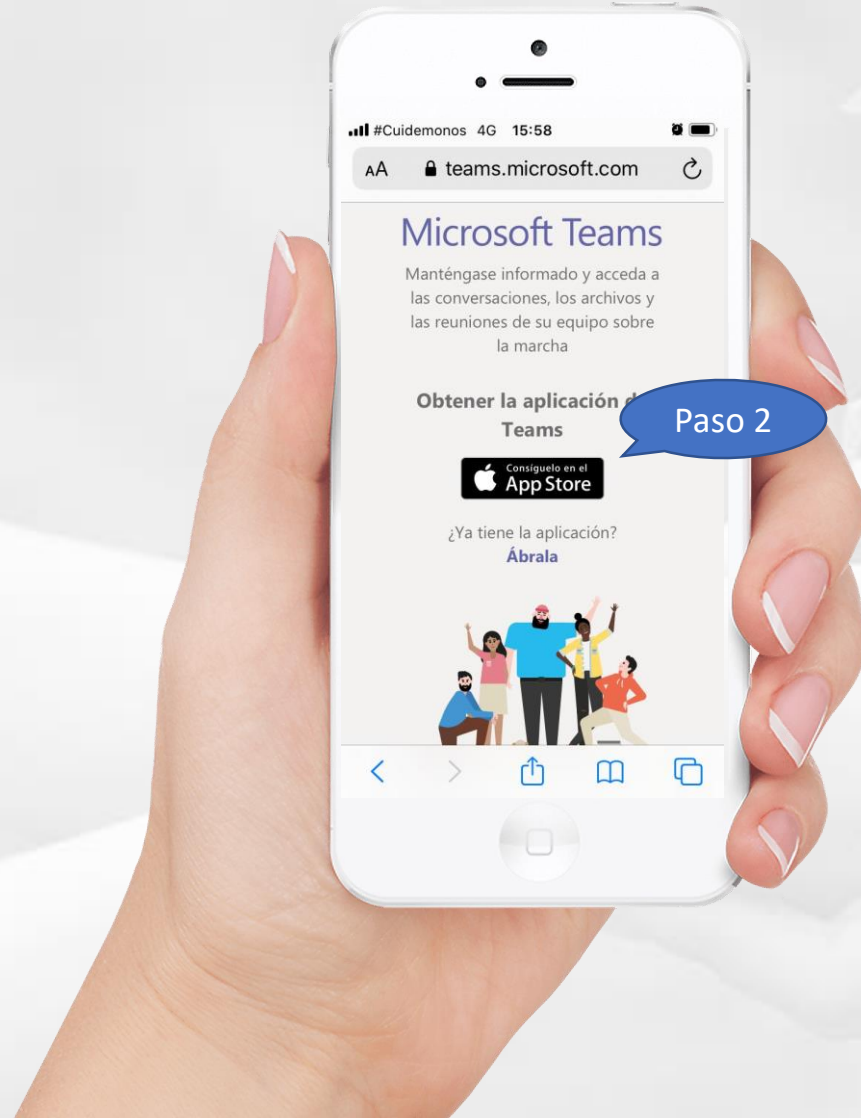 #Cuidemonos 4G 15:58
AA teams.microsoft.com
Microsoft Teams
Manténgase informado y acceda a
las conversaciones, los archivos y
las reuniones de su equipo sobre
la marcha
Obtener la aplicación
Teams
Paso 2
Consíguelo en el
App Store
¿Ya tiene la aplicación?
Ábrala